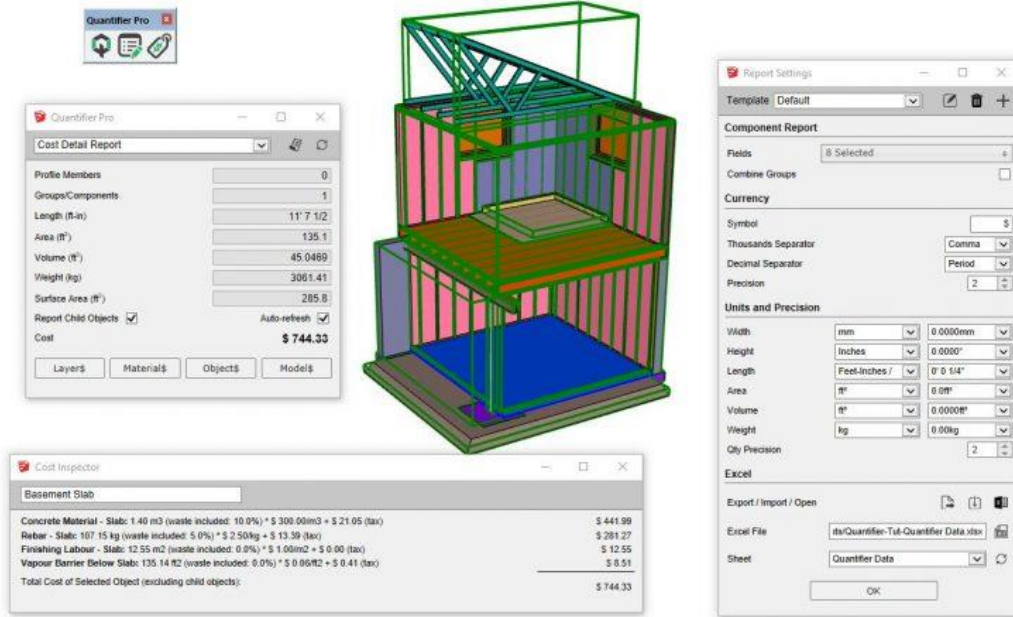 Quantifier Pro
Quantifier Pro
Cost Detail Report
Profile Members 0
Groups/Components 1
Length (ft-in) 11' 7 1/2
Area (ft²) 135.1
Volume (ft³) 45.0469
Weight (kg) 3061.41
Surface Area (ft²) 285.8
Report Child Objects Auto-refresh
Cost $ 744.33
Layer$ Material$ Object$ Model$
Cost Inspector
Basement Slab
Concrete Material - Slab: 1.40 m3 (waste included: 10.0%) * $ 300.00/m3 + $ 21.05 (tax) $ 441.99
Rebar - Slab: 107.15 kg (waste included: 5.0%) * $ 2.50/kg + $ 13.39 (tax) $ 281.27
Finishing Labour - Slab: 12.55 m2 (waste included: 0.0%) * $ 1.00/m2 + $ 0.00 (tax) $ 12.55
Vapour Barrier Below Slab: 135.14 ft2 (waste included: 0.0%) * $ 0.06/ft2 + $ 0.41 (tax) $ 8.51
Total Cost of Selected Object (excluding child objects): $ 744.33
Report Settings
Template Default
Component Report
Fields 8 Selected
Combine Groups
Currency
Symbol $
Thousands Separator Comma
Decimal Separator Period
Precision 2
Units and Precision
Width mm 0.0000mm
Height Inches 0.0000"
Length Feet-Inches / 0' 0 1/4"
Area ft² 0.0ft²
Volume ft³ 0.0000ft³
Weight kg 0.00kg
Qty Precision 2
Excel
Export / Import / Open
Excel File its/Quantifier-Tut-Quantifier Data.xlsx
Sheet Quantifier Data
OK